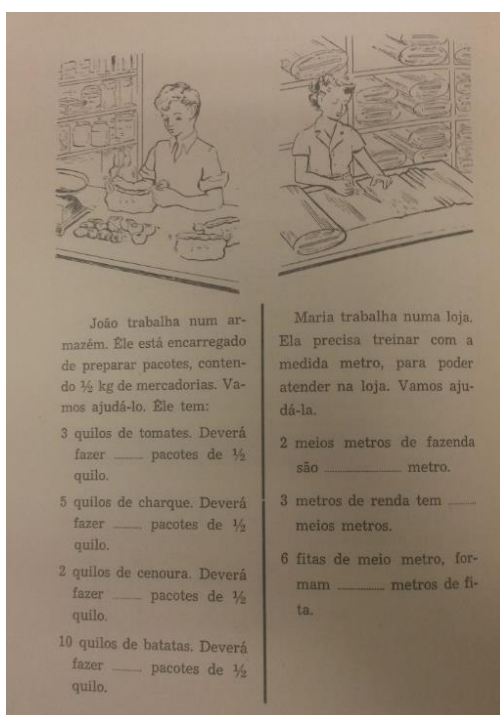 João trabalha num ar-
mazém. Êle está encarregado
de preparar pacotes, conten-
do ½ kg de mercadorias. Va-
mos ajudá-lo. Êle tem:
3 quilos de tomates. Deverá
fazer ........ pacotes de ½
quilo.
5 quilos de charque. Deverá
fazer ........ pacotes de ½
quilo.
2 quilos de cenoura. Deverá
fazer ........ pacotes de ½
quilo.
10 quilos de batatas. Deverá
fazer ........ pacotes de ½
quilo.
Maria trabalha numa loja.
Ela precisa treinar com a
medida metro, para poder
atender na loja. Vamos aju-
dá-la.
2 meios metros de fazenda
são .................... metro.
3 metros de renda tem ........
meios metros.
6 fitas de meio metro, for-
mam ............ metros de fi-
ta.